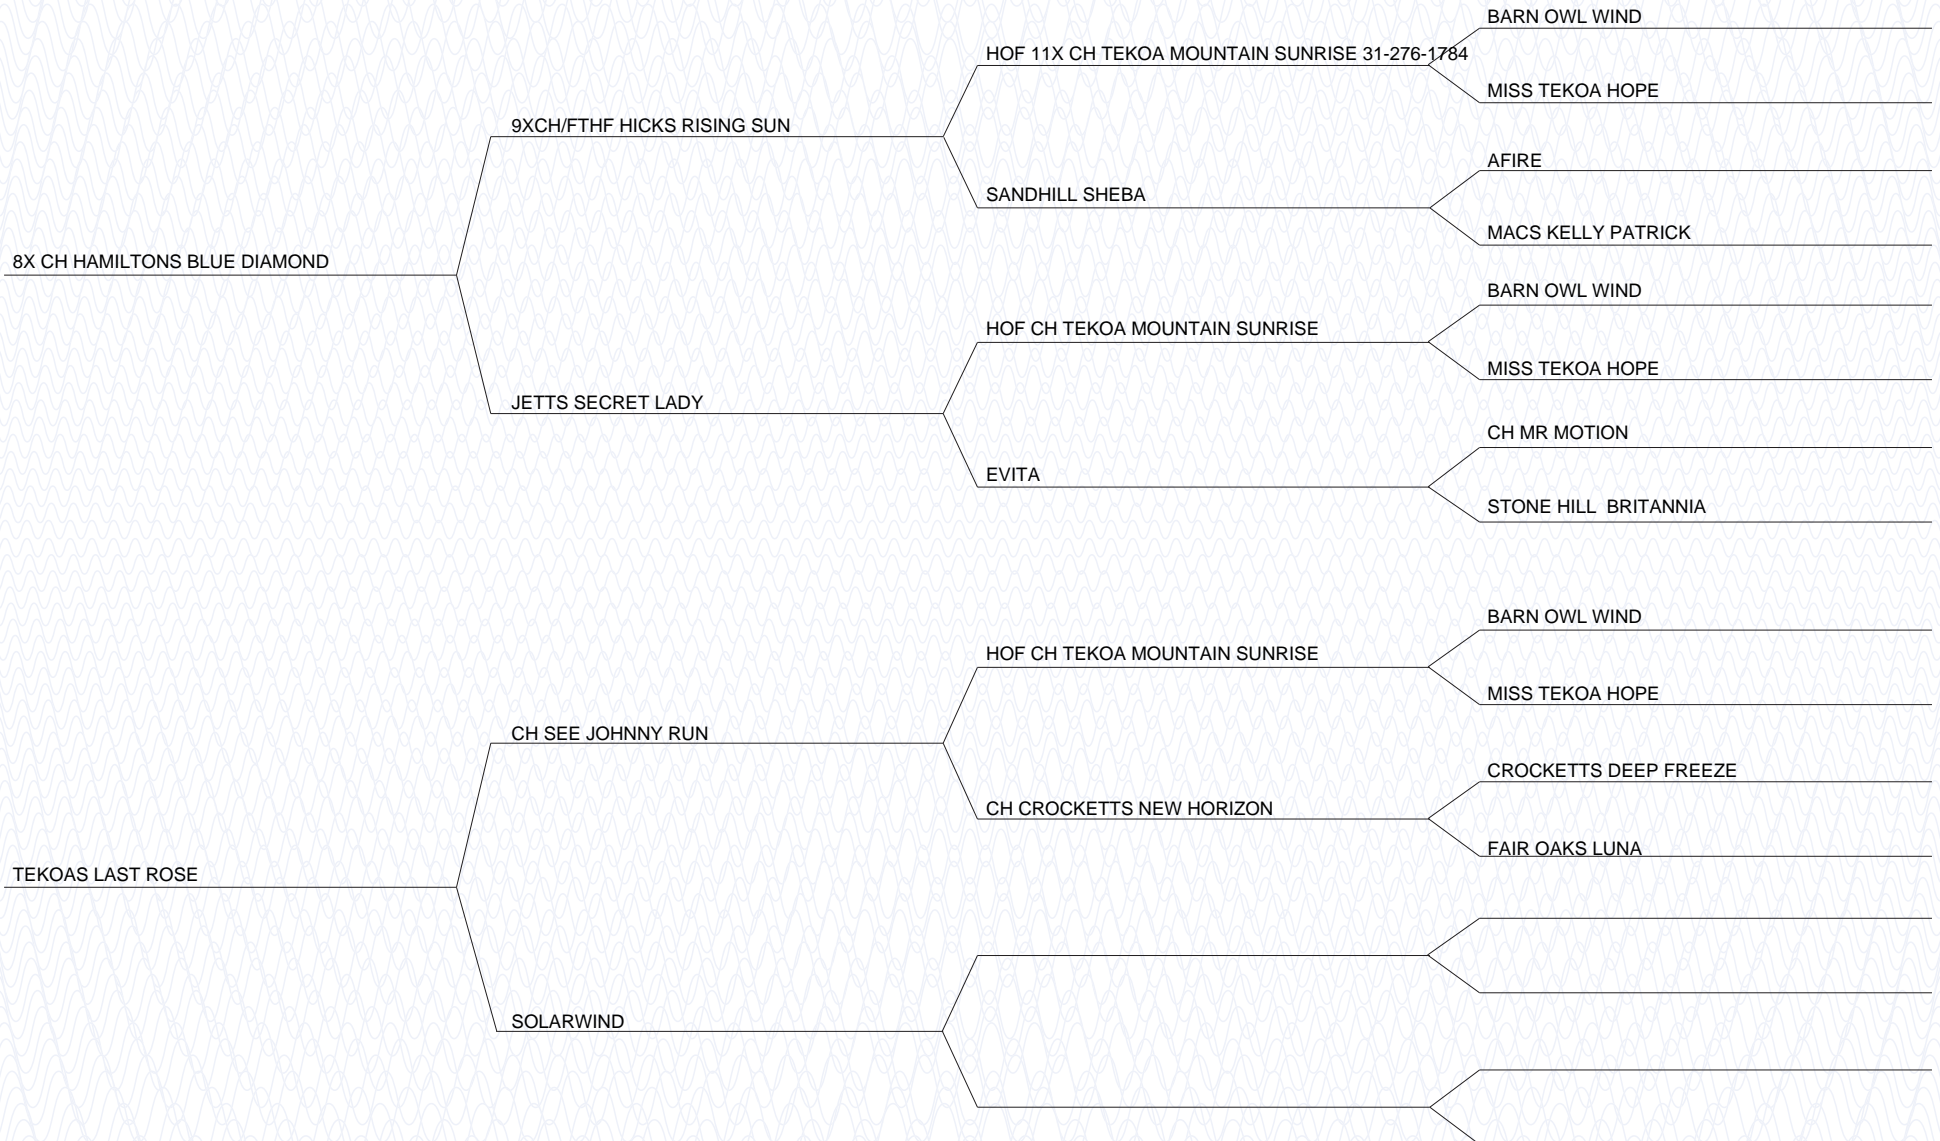 BARN OWL WIND
HOF 11X CH TEKOA MOUNTAIN SUNRISE 31-276-1784
MISS TEKOA HOPE
9XCH/FTHF HICKS RISING SUN
AFIRE
SANDHILL SHEBA
MACS KELLY PATRICK
8X CH HAMILTONS BLUE DIAMOND
BARN OWL WIND
HOF CH TEKOA MOUNTAIN SUNRISE
MISS TEKOA HOPE
JETTS SECRET LADY
CH MR MOTION
EVITA
STONE HILL  BRITANNIA
BARN OWL WIND
HOF CH TEKOA MOUNTAIN SUNRISE
MISS TEKOA HOPE
CH SEE JOHNNY RUN
CROCKETTS DEEP FREEZE
CH CROCKETTS NEW HORIZON
FAIR OAKS LUNA
TEKOAS LAST ROSE
SOLARWIND